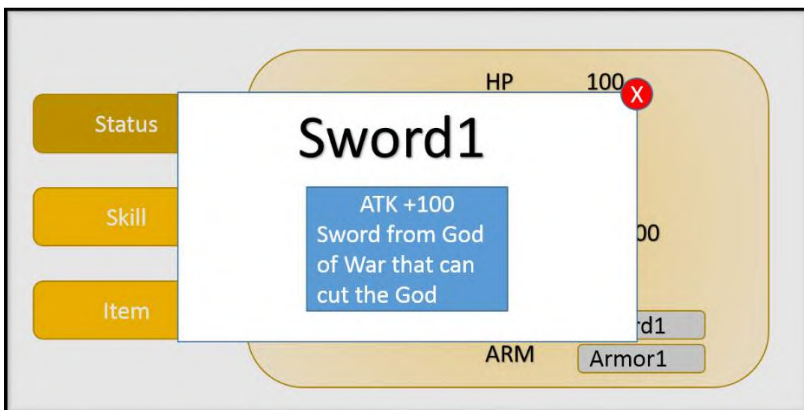 HP 100
X
Status
Sword1
ATK +100
Sword from God
of War that can
cut the God
Skill
00
Item
rd1
ARM Armor1